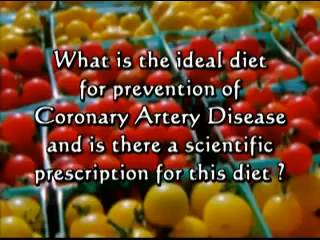 What is the ideal diet
for prevention of
Coronary Artery Disease
and is there a scientific
prescription for this diet ?